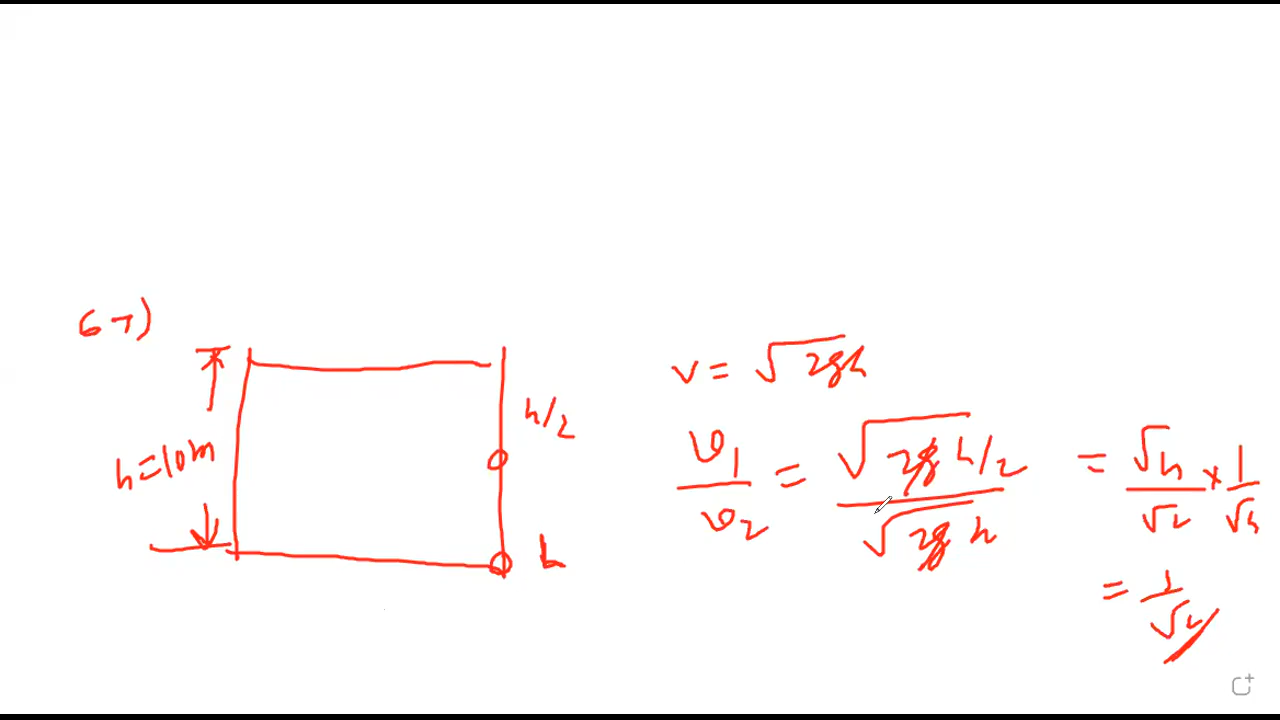 67)
h=10m
h/2
h
v = √2gh
v1/v2 = √2g h/2 / √2g h = √h/√2 × 1/√h
= 1/√2